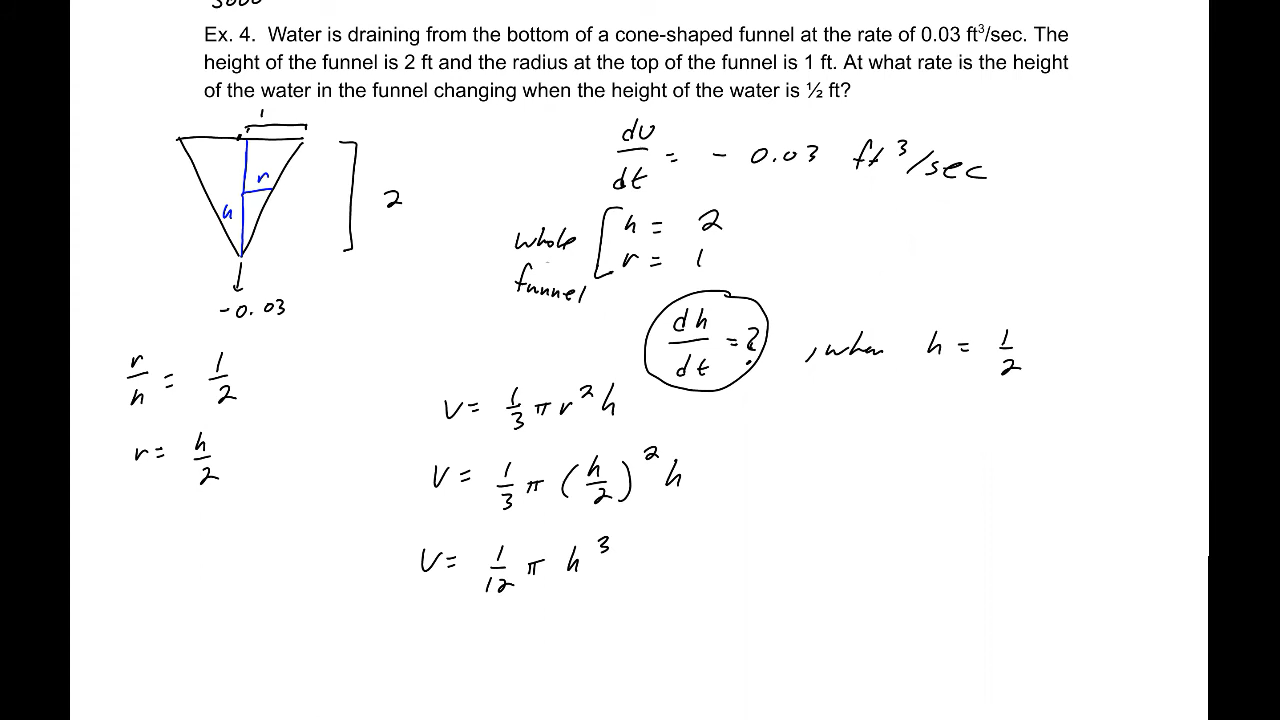 3000
Ex. 4. Water is draining from the bottom of a cone-shaped funnel at the rate of 0.03 ft³/sec. The
height of the funnel is 2 ft and the radius at the top of the funnel is 1 ft. At what rate is the height
of the water in the funnel changing when the height of the water is ½ ft?
1
r
h
2
-0.03
dv/dt = - 0.03 ft³/sec
whole funnel
h = 2
r = 1
dh/dt = ?, when h = 1/2
r/h = 1/2
r = h/2
V = 1/3 π r² h
V = 1/3 π (h/2)² h
V = 1/12 π h³